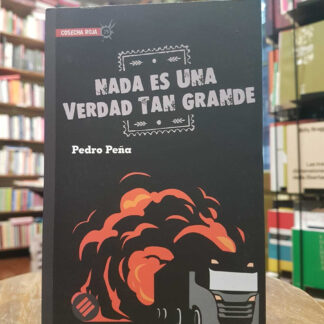 COSECHA ROJA
NADA ES UNA
VERDAD TAN GRANDE
Pedro Peña